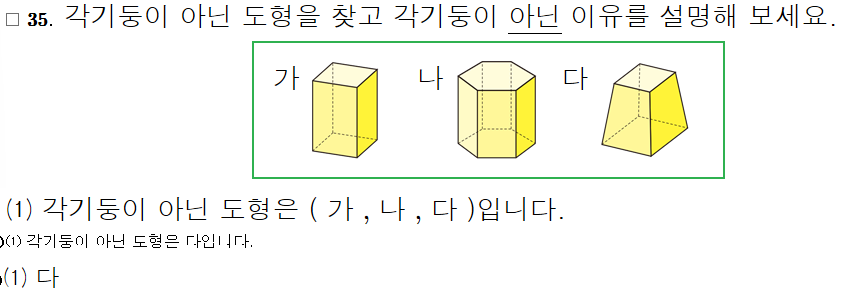 □ 35. 각기둥이 아닌 도형을 찾고 각기둥이 아닌 이유를 설명해 보세요.
가 나 다
(1) 각기둥이 아닌 도형은 ( 가 , 나 , 다 )입니다.
(1) 각기둥이 아닌 도형은 다입니다.
(1) 다